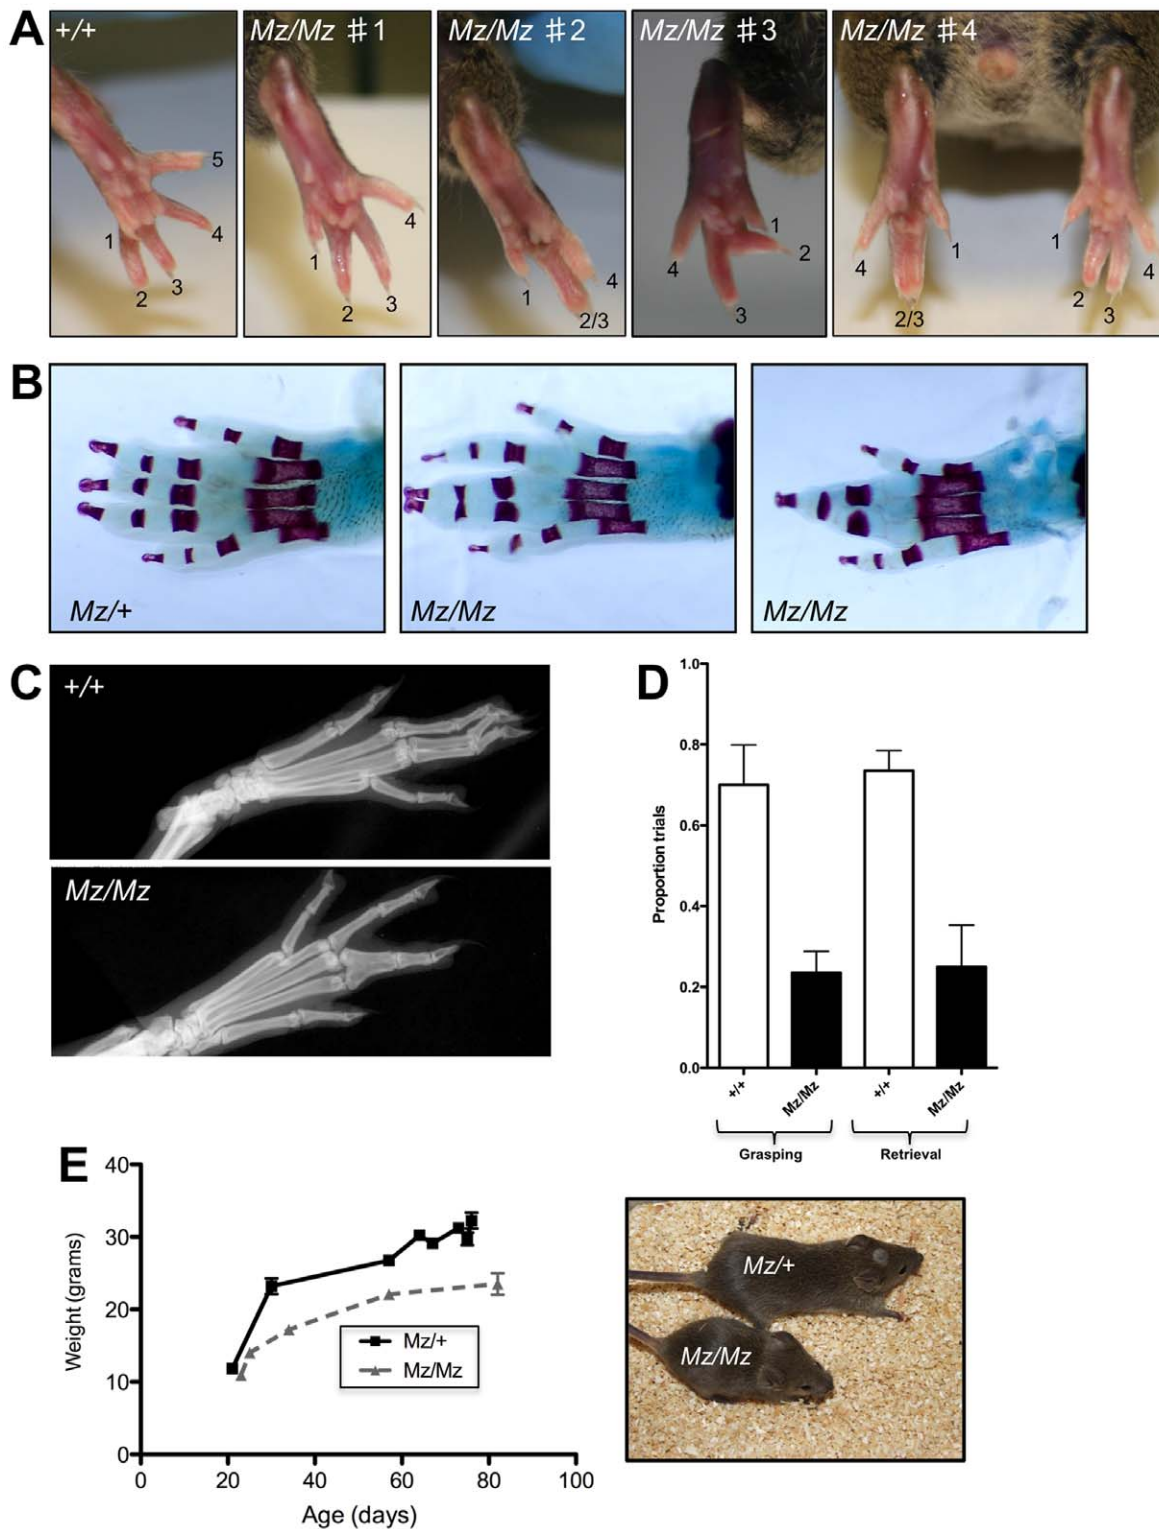 A
+/+
Mz/Mz #1
Mz/Mz #2
Mz/Mz #3
Mz/Mz #4
5
4
1
3
2
4
1
3
2
4
1
2/3
1
2
4
3
4
1
2/3
1
4
2
3
B
Mz/+
Mz/Mz
Mz/Mz
C
+/+
Mz/Mz
D
1.0
0.8
0.6
0.4
0.2
0.0
Proportion trials
+/+
Mz/Mz
+/+
Mz/Mz
Grasping
Retrieval
E
40
30
20
10
0
Weight (grams)
Mz/+
Mz/Mz
0
20
40
60
80
100
Age (days)
Mz/+
Mz/Mz